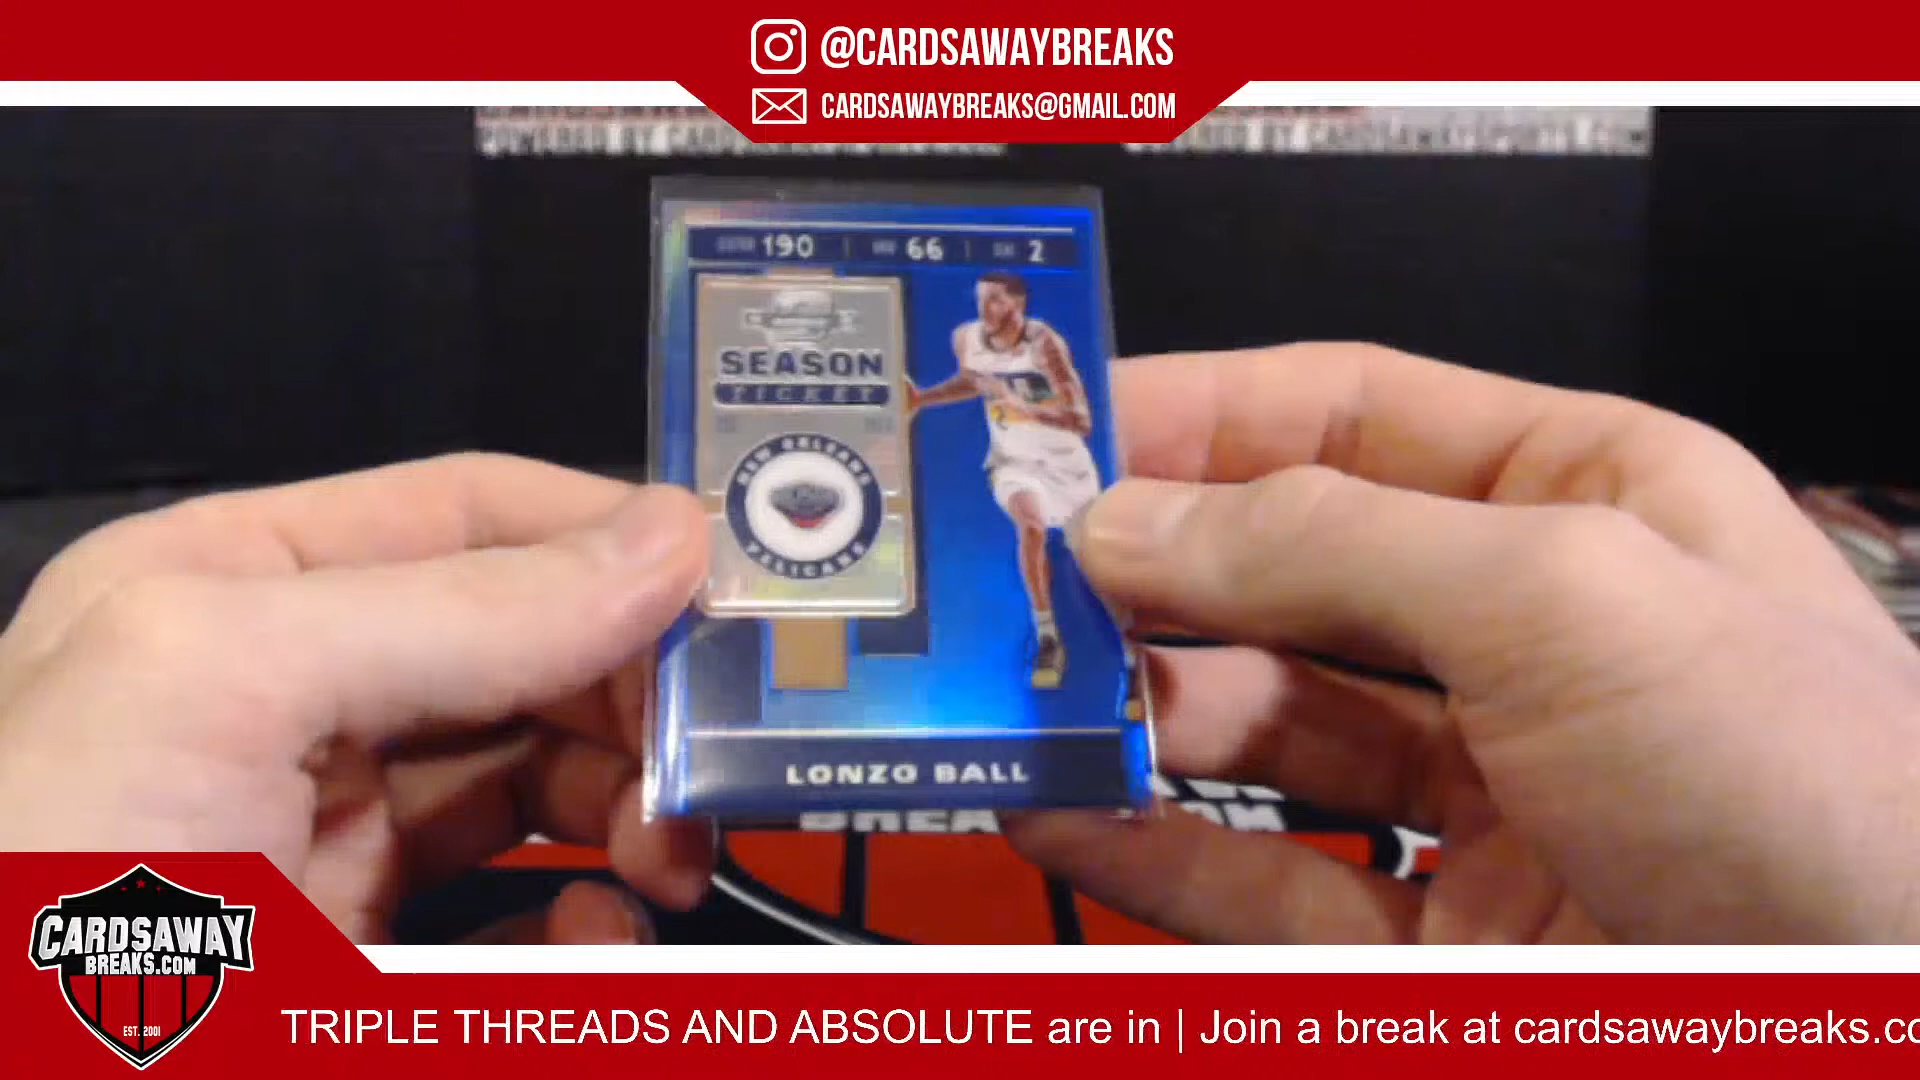 @CARDSAWAYBREAKS
CARDSAWAYBREAKS@GMAIL.COM
190 | 66 | 2
SEASON
TICKET
NEW ORLEANS
PELICANS
LONZO BALL
CARDSAWAY
BREAKS.COM
EST. 2001
TRIPLE THREADS AND ABSOLUTE are in | Join a break at cardsawaybreaks.co